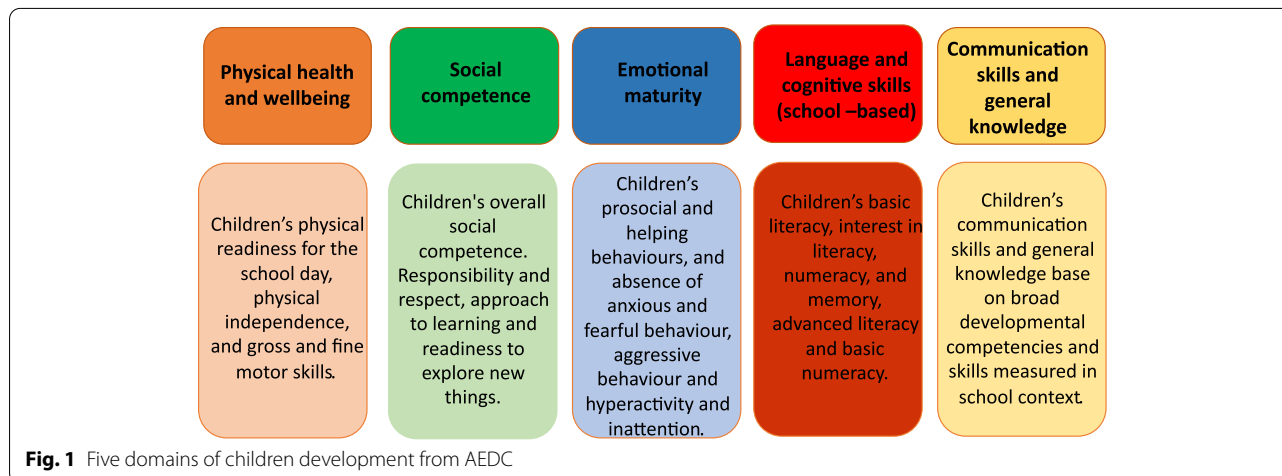 Physical health
and wellbeing
Social
competence
Emotional
maturity
Language and
cognitive skills
(school –based)
Communication
skills and
general
knowledge
Children’s physical
readiness for the
school day,
physical
independence,
and gross and fine
motor skills.
Children's overall
social
competence.
Responsibility and
respect, approach
to learning and
readiness to
explore new
things.
Children’s
prosocial and
helping
behaviours, and
absence of
anxious and
fearful behaviour,
aggressive
behaviour and
hyperactivity and
inattention.
Children’s basic
literacy, interest in
literacy,
numeracy, and
memory,
advanced literacy
and basic
numeracy.
Children’s
communication
skills and general
knowledge base
on broad
developmental
competencies and
skills measured in
school context.
Fig. 1 Five domains of children development from AEDC